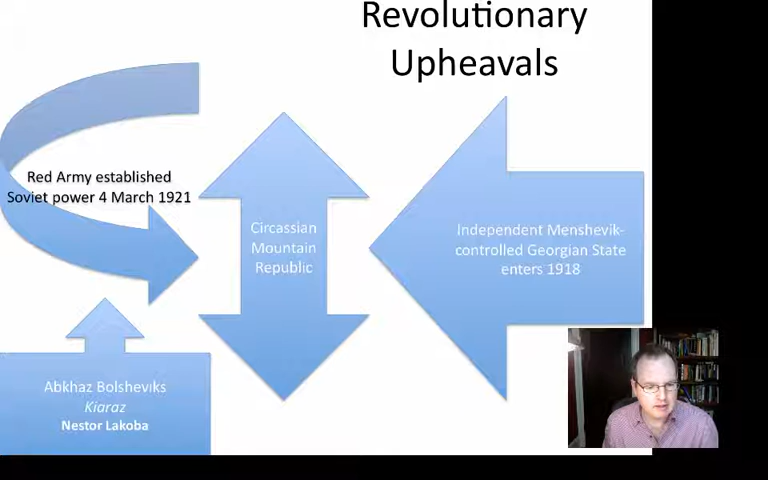 Revolutionary
Upheavals
Red Army established
Soviet power 4 March 1921
Circassian
Mountain
Republic
Independent Menshevik-
controlled Georgian State
enters 1918
Abkhaz Bolsheviks
Kiaraz
Nestor Lakoba